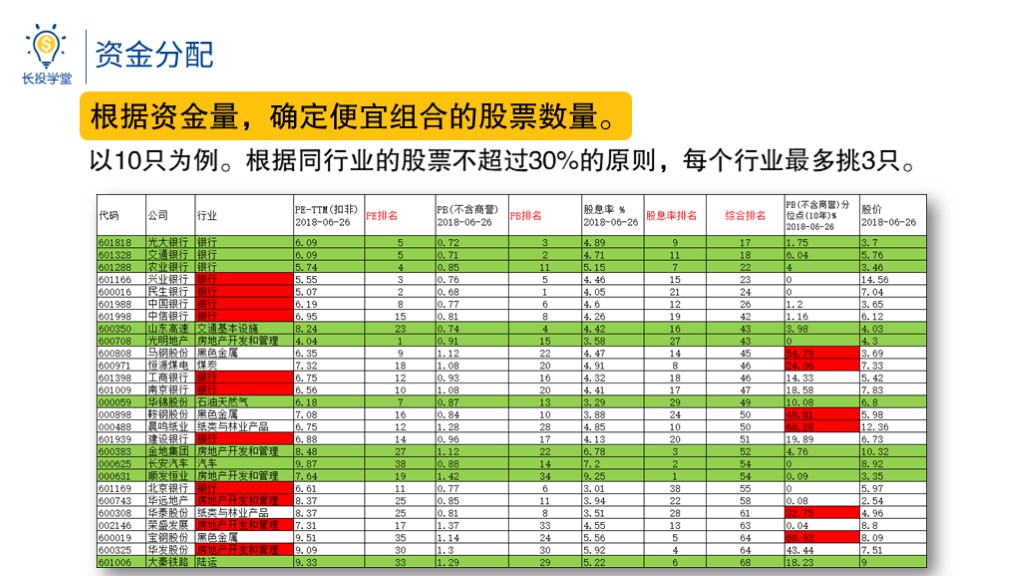 长投学堂
资金分配
根据资金量，确定便宜组合的股票数量。
以10只为例。根据同行业的股票不超过30%的原则，每个行业最多挑3只。
代码 公司 行业 PE-TTM(扣非) 2018-06-26 PE排名 PB(不含商誉) 2018-06-26 PB排名 股息率 % 2018-06-26 股息率排名 综合排名 PB(不含商誉)分位点(10年)% 2018-06-26 股价 2018-06-26
601818 光大银行 银行 6.09 5 0.72 3 4.89 9 17 1.75 3.7
601328 交通银行 银行 6.09 5 0.71 2 4.71 11 18 6.04 5.76
601288 农业银行 银行 5.74 4 0.85 11 5.15 7 22 4 3.46
601166 兴业银行 银行 5.55 3 0.76 5 4.46 15 23 0 14.56
600016 民生银行 银行 5.07 2 0.68 1 4.05 21 24 0 7.04
601988 中国银行 银行 6.19 8 0.77 6 4.6 12 26 1.2 3.65
601998 中信银行 银行 6.95 15 0.81 8 4.26 19 42 1.16 6.12
600350 山东高速 交通基本设施 8.24 23 0.74 4 4.42 16 43 3.98 4.03
600708 光明地产 房地产开发和管理 4.04 1 0.91 15 3.58 27 43 0 4.3
600808 马钢股份 黑色金属 6.35 9 1.12 22 4.47 14 45 54.79 3.69
600971 恒源煤电 煤炭 7.32 18 1.08 20 4.91 8 46 24.06 7.33
601398 工商银行 银行 6.75 12 0.93 16 4.32 18 46 14.33 5.42
601009 南京银行 银行 6.56 10 1.08 20 4.41 17 47 18.58 7.83
000059 华锦股份 石油天然气 6.18 7 0.87 13 3.29 29 49 10.08 6.8
000898 鞍钢股份 黑色金属 7.08 16 0.84 10 3.88 24 50 49.81 5.98
000488 晨鸣纸业 纸类与林业产品 6.75 12 1.28 28 4.85 10 50 68.28 12.36
601939 建设银行 银行 6.88 14 0.96 17 4.13 20 51 19.89 6.73
600383 金地集团 房地产开发和管理 8.48 27 1.12 22 6.78 3 52 4.76 10.32
000625 长安汽车 汽车 9.87 38 0.88 14 7.2 2 54 0 8.92
000631 顺发恒业 房地产开发和管理 7.64 19 1.42 34 9.25 1 54 0.09 3.35
601169 北京银行 银行 6.61 11 0.77 6 3.01 38 55 0 5.97
600743 华远地产 房地产开发和管理 8.37 25 0.85 11 3.94 22 58 0.08 2.54
600308 华泰股份 纸类与林业产品 8.37 25 0.81 8 3.51 28 61 32.75 4.96
002146 荣盛发展 房地产开发和管理 7.31 17 1.37 33 4.55 13 63 0.04 8.8
600019 宝钢股份 黑色金属 9.51 35 1.14 24 5.56 5 64 68.93 8.09
600325 华发股份 房地产开发和管理 9.09 30 1.3 30 5.92 4 64 43.44 7.51
601006 大秦铁路 陆运 9.33 33 1.29 29 5.22 6 68 18.23 9